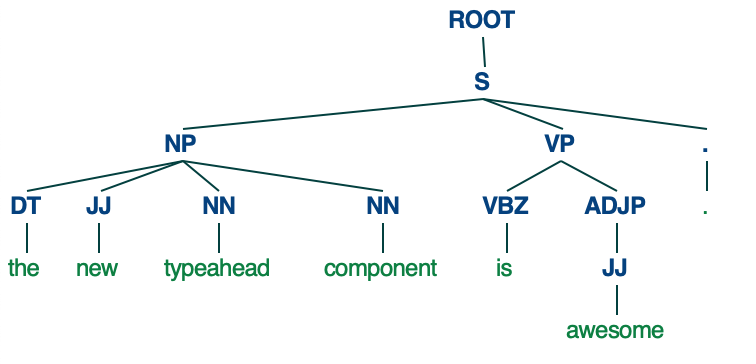 ROOT
S
NP VP .
DT JJ NN NN VBZ ADJP .
the new typeahead component is JJ
awesome